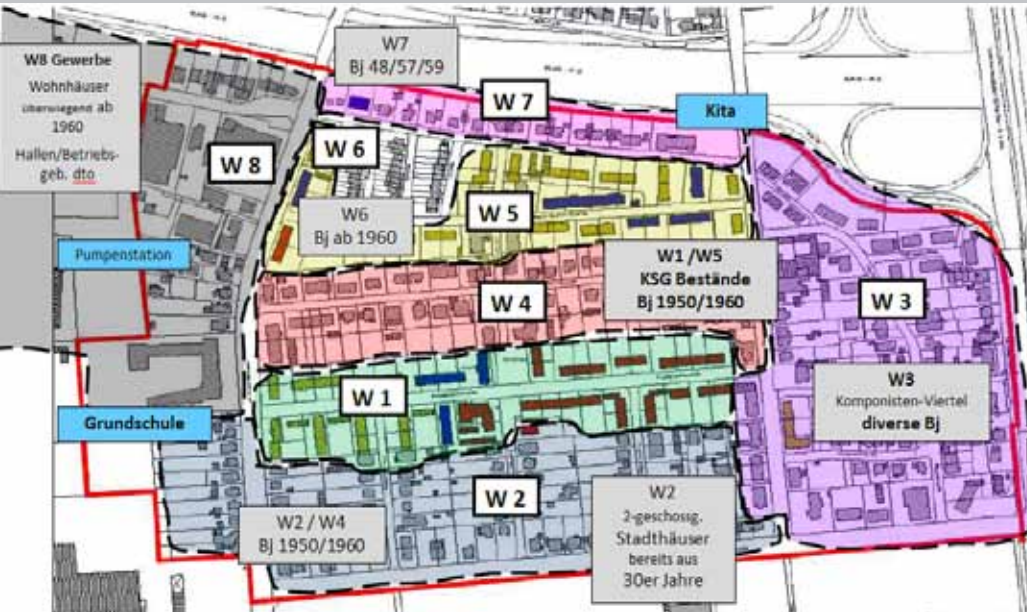 W8 Gewerbe
Wohnhäuser
überwiegend ab
1960
Hallen/Betriebs-
geb. dto
W7
Bj 48/57/59
W 7
Kita
W 6
W 8
W6
Bj ab 1960
W 5
Pumpenstation
W1 /W5
KSG Bestände
Bj 1950/1960
W 4
W 3
W 1
W3
Komponisten-Viertel
diverse Bj
Grundschule
W 2
W2 / W4
Bj 1950/1960
W2
2-geschossg.
Stadthäuser
bereits aus
30er Jahre